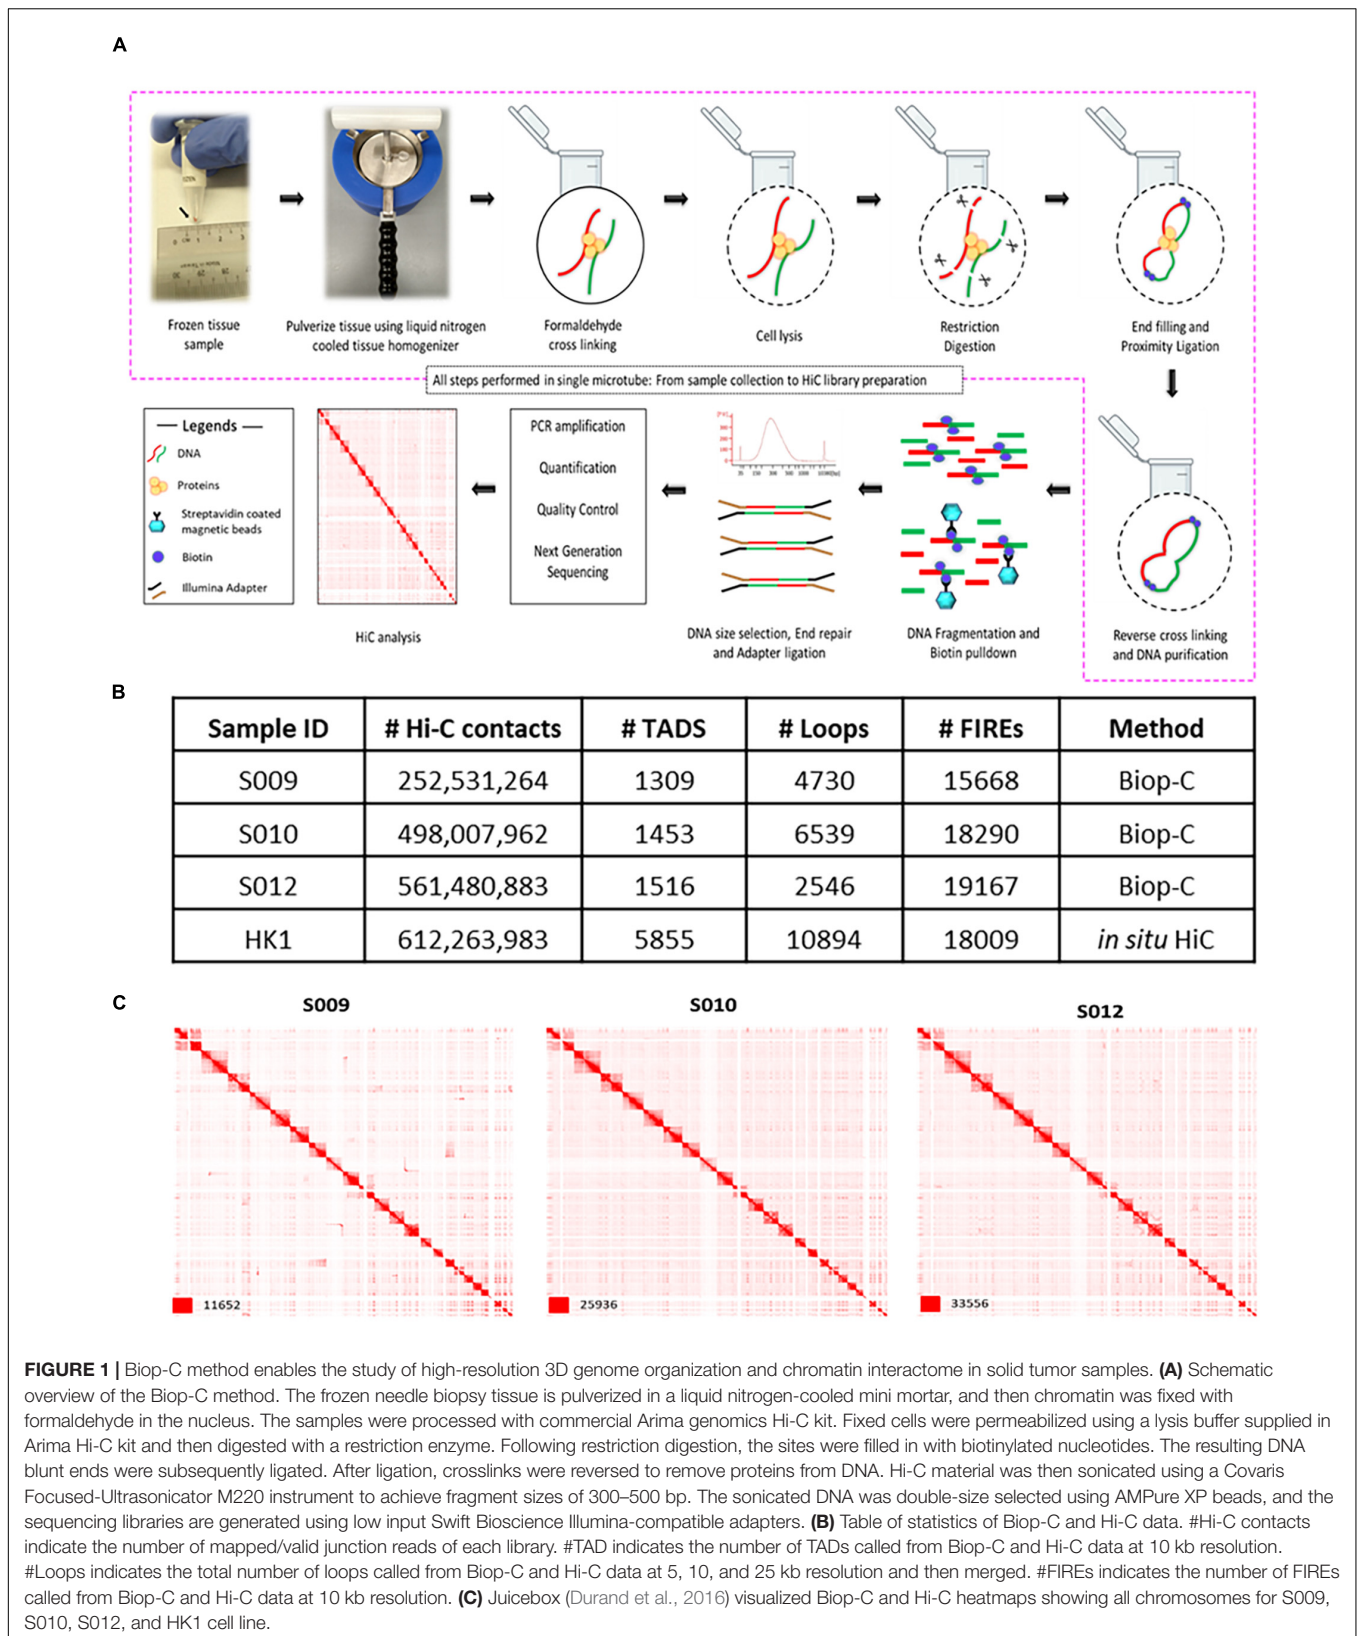 A
FROZEN
0 CM 1 2 3
30 29 28
Frozen tissue
sample
Pulverize tissue using liquid nitrogen
cooled tissue homogenizer
Formaldehyde
cross linking
Cell lysis
Restriction
Digestion
End filling and
Proximity Ligation
All steps performed in single microtube: From sample collection to HiC library preparation
Legends
DNA
Proteins
Streptavidin coated
magnetic beads
Biotin
Illumina Adapter
HiC analysis
PCR amplification
Quantification
Quality Control
Next Generation
Sequencing
300
200
100
0
DNA size selection, End repair
and Adapter ligation
DNA Fragmentation and
Biotin pulldown
Reverse cross linking
and DNA purification
B
Sample ID # Hi-C contacts # TADS # Loops # FIREs Method
S009 252,531,264 1309 4730 15668 Biop-C
S010 498,007,962 1453 6539 18290 Biop-C
S012 561,480,883 1516 2546 19167 Biop-C
HK1 612,263,983 5855 10894 18009 in situ HiC
C
S009
S010
S012
11652
25936
33556
FIGURE 1 | Biop-C method enables the study of high-resolution 3D genome organization and chromatin interactome in solid tumor samples. (A) Schematic
overview of the Biop-C method. The frozen needle biopsy tissue is pulverized in a liquid nitrogen-cooled mini mortar, and then chromatin was fixed with
formaldehyde in the nucleus. The samples were processed with commercial Arima genomics Hi-C kit. Fixed cells were permeabilized using a lysis buffer supplied in
Arima Hi-C kit and then digested with a restriction enzyme. Following restriction digestion, the sites were filled in with biotinylated nucleotides. The resulting DNA
blunt ends were subsequently ligated. After ligation, crosslinks were reversed to remove proteins from DNA. Hi-C material was then sonicated using a Covaris
Focused-Ultrasonicator M220 instrument to achieve fragment sizes of 300–500 bp. The sonicated DNA was double-size selected using AMPure XP beads, and the
sequencing libraries are generated using low input Swift Bioscience Illumina-compatible adapters. (B) Table of statistics of Biop-C and Hi-C data. #Hi-C contacts
indicate the number of mapped/valid junction reads of each library. #TAD indicates the number of TADs called from Biop-C and Hi-C data at 10 kb resolution.
#Loops indicates the total number of loops called from Biop-C and Hi-C data at 5, 10, and 25 kb resolution and then merged. #FIREs indicates the number of FIREs
called from Biop-C and Hi-C data at 10 kb resolution. (C) Juicebox (Durand et al., 2016) visualized Biop-C and Hi-C heatmaps showing all chromosomes for S009,
S010, S012, and HK1 cell line.